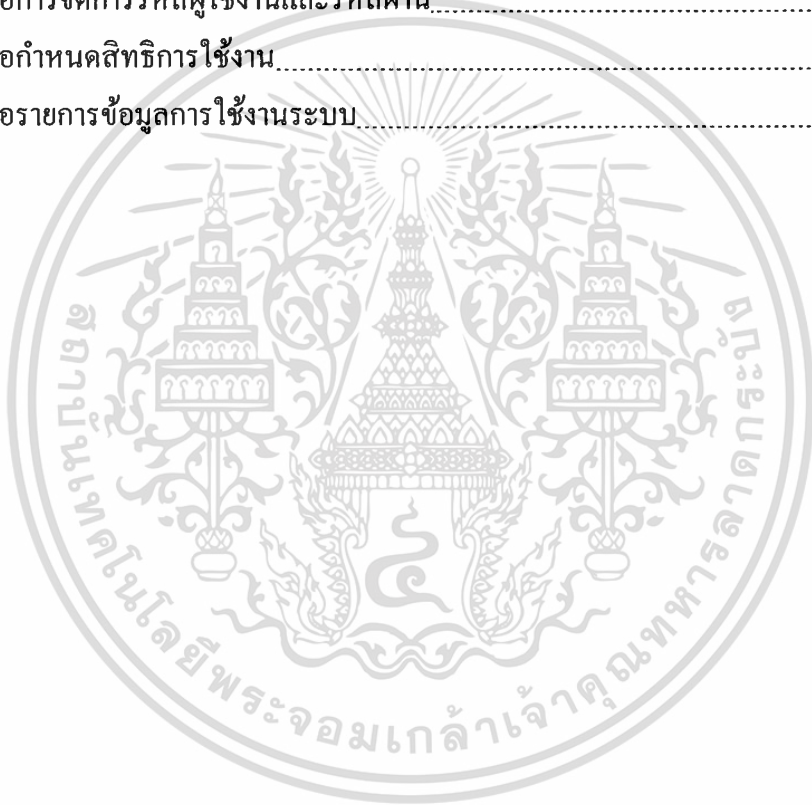 อการจัดการรหัสผู้ใช้งานและรหัสผ่าน
อกำหนดสิทธิการใช้งาน
อรายการข้อมูลการใช้งานระบบ
สถาบันเทคโนโลยีพระจอมเกล้าเจ้าคุณทหารลาดกระบัง
๔